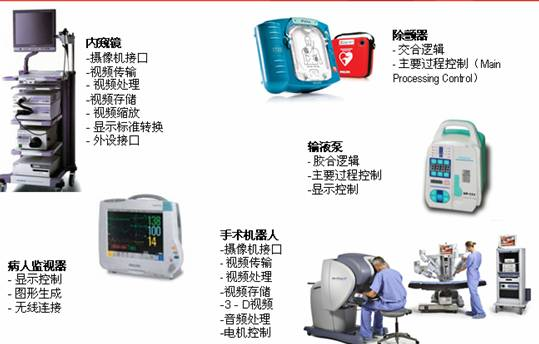 内窥镜
-摄像机接口
-视频传输
- 视频处理
-视频存储
- 视频缩放
- 显示标准转换
- 外设接口
除颤器
- 交合逻辑
- 主要过程控制（Main
Processing Control）
输液泵
- 胶合逻辑
-主要过程控制
-显示控制
病人监视器
- 显示控制
- 图形生成
- 无线连接
138
100
14
手术机器人
-摄像机接口
- 视频传输
- 视频处理
-视频存储
-3－D视频
-音频处理
-电机控制